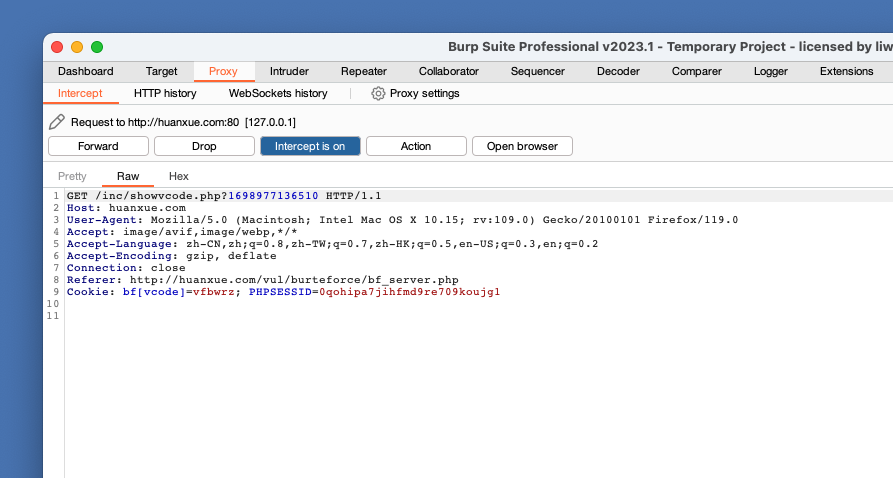 Burp Suite Professional v2023.1 - Temporary Project - licensed by liw
Dashboard Target Proxy Intruder Repeater Collaborator Sequencer Decoder Comparer Logger Extensions
Intercept HTTP history WebSockets history Proxy settings
Request to http://huanxue.com:80 [127.0.0.1]
Forward Drop Intercept is on Action Open browser
Pretty Raw Hex
1 GET /inc/showvcode.php?1698977136510 HTTP/1.1
2 Host: huanxue.com
3 User-Agent: Mozilla/5.0 (Macintosh; Intel Mac OS X 10.15; rv:109.0) Gecko/20100101 Firefox/119.0
4 Accept: image/avif,image/webp,*/*
5 Accept-Language: zh-CN,zh;q=0.8,zh-TW;q=0.7,zh-HK;q=0.5,en-US;q=0.3,en;q=0.2
6 Accept-Encoding: gzip, deflate
7 Connection: close
8 Referer: http://huanxue.com/vul/burteforce/bf_server.php
9 Cookie: bf[vcode]=vfbwrz; PHPSESSID=0qohipa7jihfmd9re709koujg1
10
11